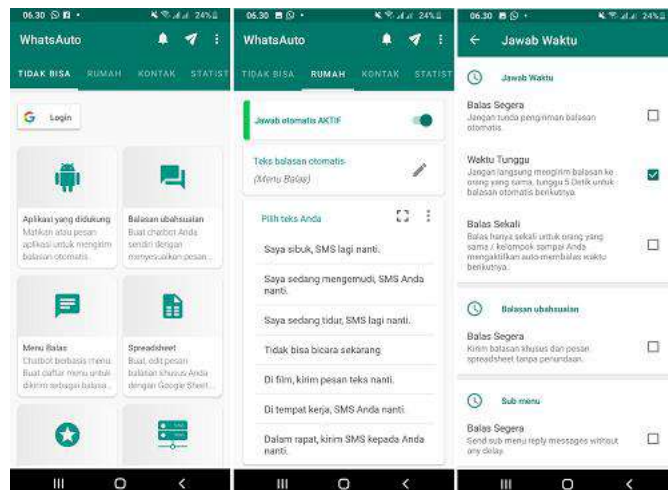 06.30
24%
WhatsAuto
TIDAK BISA RUMAH KONTAK STATIST
G Login
Aplikasi yang didukung
Matikan atau pesan
aplikasi untuk mengirim
balasan otomatis.
Balasan ubahsuaian
Buat chatbot Anda
sendiri dengan
menyesuaikan pesan...
Menu Balas
Chatbot berbasis menu.
Buat daftar menu untuk
dikirim sebagai balasa...
Spreadsheet
Buat, edit pesan
balasan khusus Anda
dengan Google Sheet...
06.30
24%
WhatsAuto
TIDAK BISA RUMAH KONTAK STATIST
Jawab otomatis AKTIF
Teks balasan otomatis
(Menu Balas)
Pilih teks Anda
Saya sibuk, SMS lagi nanti.
Saya sedang mengemudi, SMS Anda
nanti.
Saya sedang tidur, SMS lagi nanti.
Tidak bisa bicara sekarang
Di film, kirim pesan teks nanti.
Di tempat kerja, SMS Anda nanti.
Dalam rapat, kirim SMS kepada Anda
nanti.
06.30
24%
Jawab Waktu
Jawab Waktu
Balas Segera
Jangan tunda pengiriman balasan
otomatis.
Waktu Tunggu
Jangan langsung mengirim balasan ke
orang yang sama, tunggu 5 Detik untuk
balasan otomatis berikutnya.
Balas Sekali
Balas hanya sekali untuk orang yang
sama / kelompok sampai Anda
mengaktifkan auto-membalas waktu
berikutnya.
Balasan ubahsuaian
Balas Segera
Kirim balasan khusus dan pesan
spreadsheet tanpa penundaan.
Sub menu
Balas Segera
Send sub menu reply messages without
any delay.